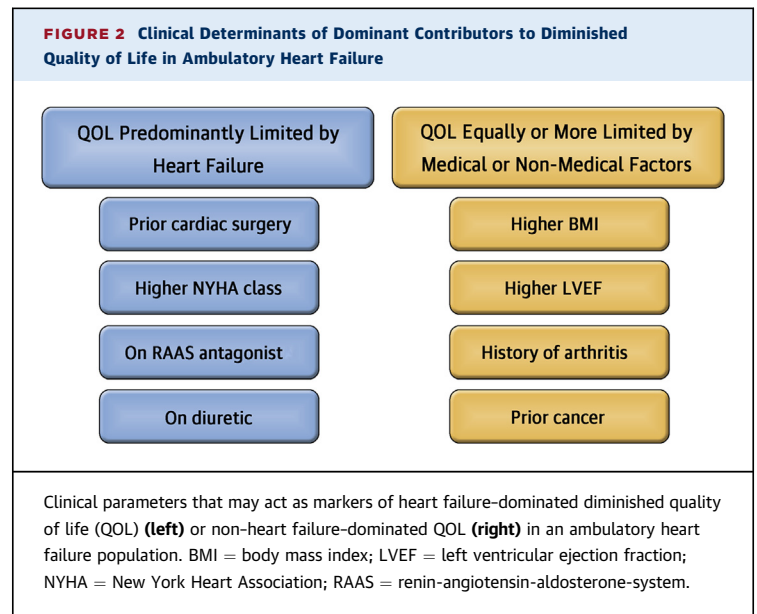 FIGURE 2 Clinical Determinants of Dominant Contributors to Diminished
Quality of Life in Ambulatory Heart Failure
QOL Predominantly Limited by
Heart Failure
Prior cardiac surgery
Higher NYHA class
On RAAS antagonist
On diuretic
QOL Equally or More Limited by
Medical or Non-Medical Factors
Higher BMI
Higher LVEF
History of arthritis
Prior cancer
Clinical parameters that may act as markers of heart failure–dominated diminished quality
of life (QOL) (left) or non–heart failure–dominated QOL (right) in an ambulatory heart
failure population. BMI = body mass index; LVEF = left ventricular ejection fraction;
NYHA = New York Heart Association; RAAS = renin-angiotensin-aldosterone-system.